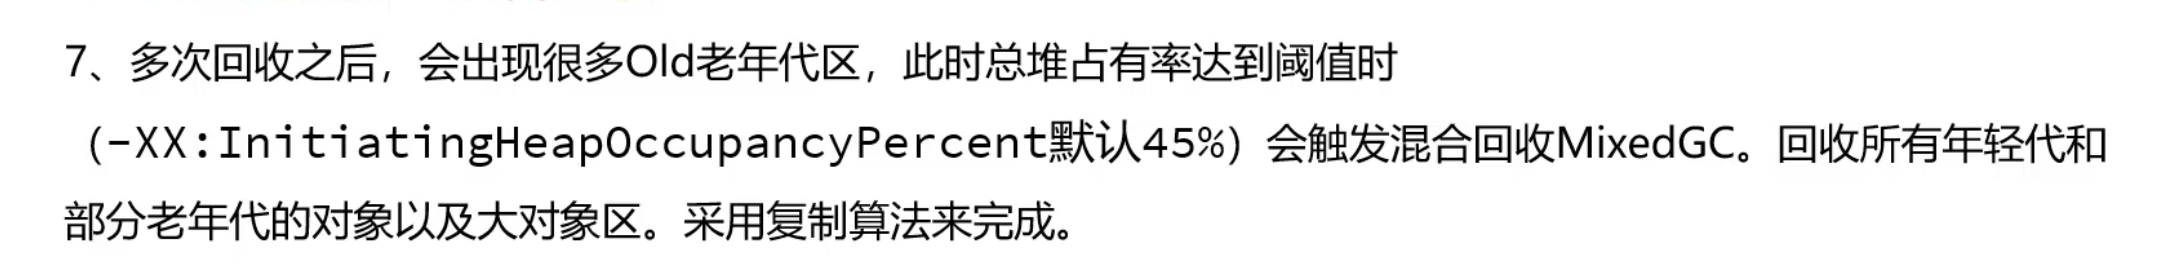 7、多次回收之后，会出现很多Old老年代区，此时总堆占有率达到阈值时
（-XX:InitiatingHeapOccupancyPercent默认45%）会触发混合回收MixedGC。回收所有年轻代和
部分老年代的对象以及大对象区。采用复制算法来完成。